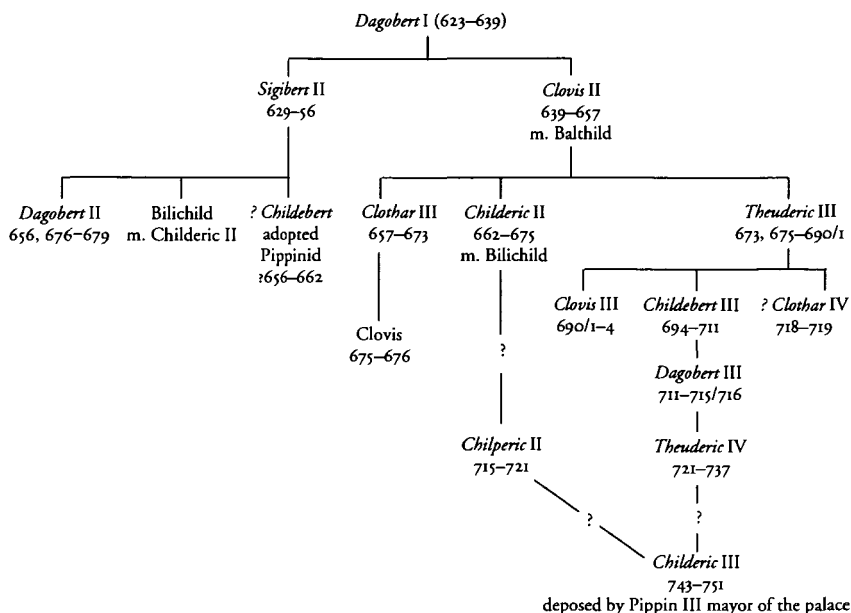 Dagobert I (623–639)
Sigibert II
629–56
Clovis II
639–657
m. Balthild
Dagobert II
656, 676–679
Bilichild
m. Childeric II
? Childebert
adopted
Pippinid
?656–662
Clothar III
657–673
Childeric II
662–675
m. Bilichild
Theuderic III
673, 675–690/1
Clovis
675–676
?
Clovis III
690/1–4
Childebert III
694–711
? Clothar IV
718–719
Dagobert III
711–715/716
Chilperic II
715–721
Theuderic IV
721–737
?
?
Childeric III
743–751
deposed by Pippin III mayor of the palace